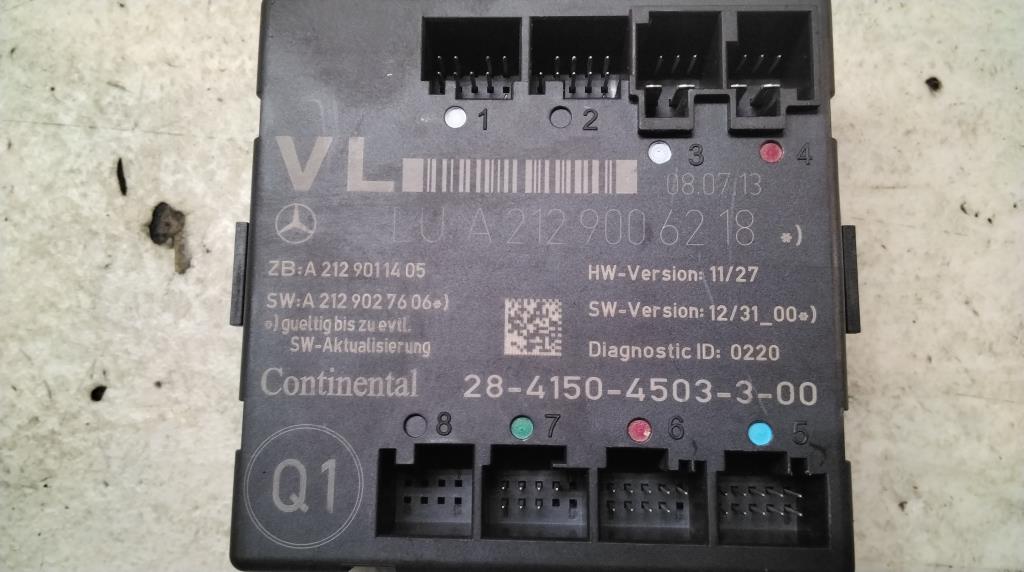 1 2
3 4
VL
08.07.13
LU A 212 900 62 18 *)
ZB: A 212 901 14 05
HW-Version: 11/27
SW: A 212 902 76 06*)
SW-Version: 12/31_00*)
*) gueltig bis zu evtl.
SW-Aktualisierung
Diagnostic ID: 0220
Continental 28-4150-4503-3-00
8 7 6 5
Q1